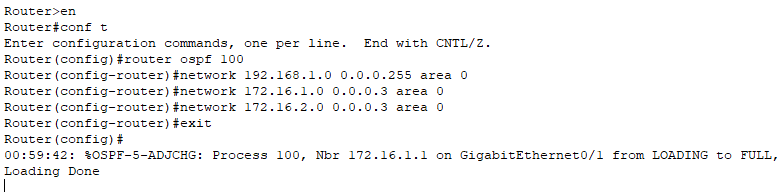 Router>en
Router#conf t
Enter configuration commands, one per line.  End with CNTL/Z.
Router(config)#router ospf 100
Router(config-router)#network 192.168.1.0 0.0.0.255 area 0
Router(config-router)#network 172.16.1.0 0.0.0.3 area 0
Router(config-router)#network 172.16.2.0 0.0.0.3 area 0
Router(config-router)#exit
Router(config)#
00:59:42: %OSPF-5-ADJCHG: Process 100, Nbr 172.16.1.1 on GigabitEthernet0/1 from LOADING to FULL,
Loading Done